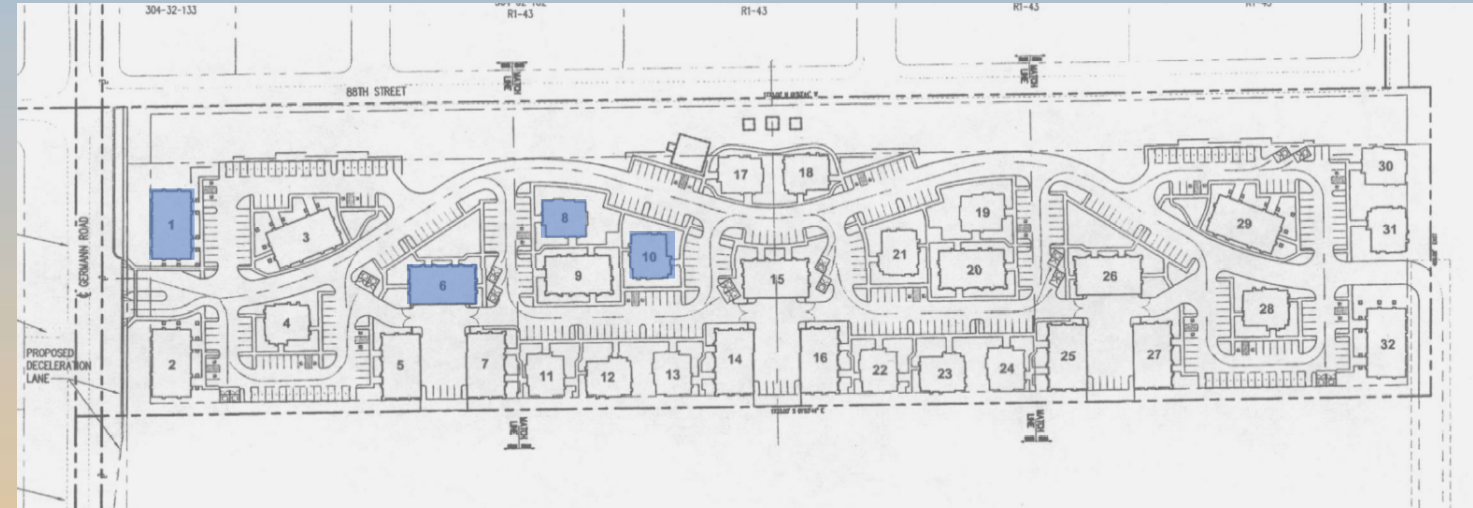 304-32-133
R1-43
R1-43
R1-43
88TH STREET
MATCH
LINE
MATCH
LINE
17
18
30
1
8
19
3
29
31
10
21
9
20
6
15
26
€ GERMANN ROAD
4
28
2
5
7
14
16
25
27
32
11
12
13
22
23
24
PROPOSED
DECELERATION
LANE
MATCH
LINE
MATCH
LINE